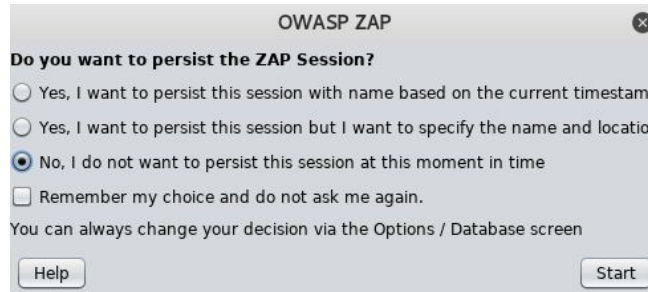 OWASP ZAP
Do you want to persist the ZAP Session?
Yes, I want to persist this session with name based on the current timestam
Yes, I want to persist this session but I want to specify the name and locatio
No, I do not want to persist this session at this moment in time
Remember my choice and do not ask me again.
You can always change your decision via the Options / Database screen
Help
Start